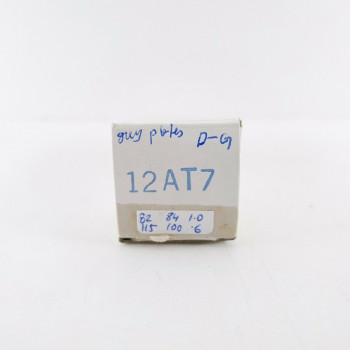 grey plates D-G
12AT7
82 84 1.0
115 100 .6